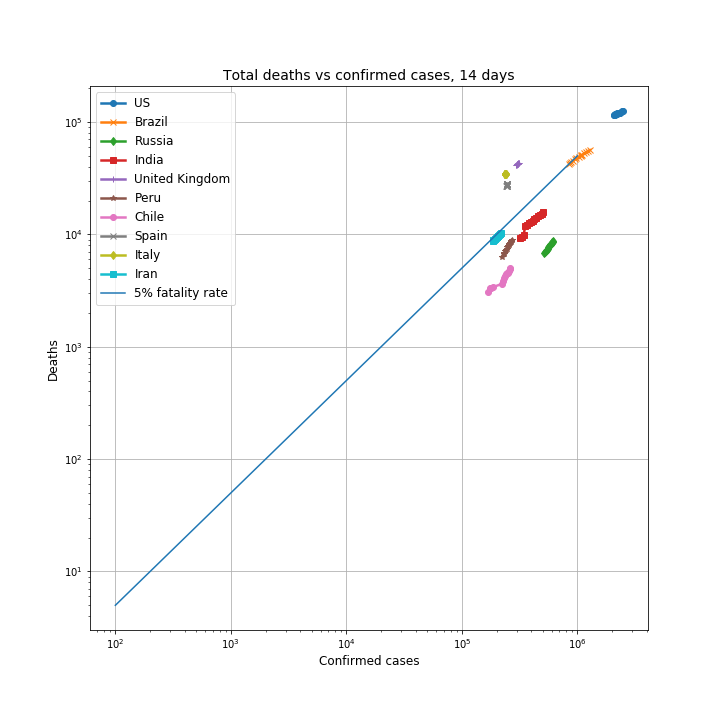 Total deaths vs confirmed cases, 14 days
US
Brazil
Russia
India
United Kingdom
Peru
Chile
Spain
Italy
Iran
5% fatality rate
Deaths
10^5
10^4
10^3
10^2
10^1
10^2
10^3
10^4
10^5
10^6
Confirmed cases